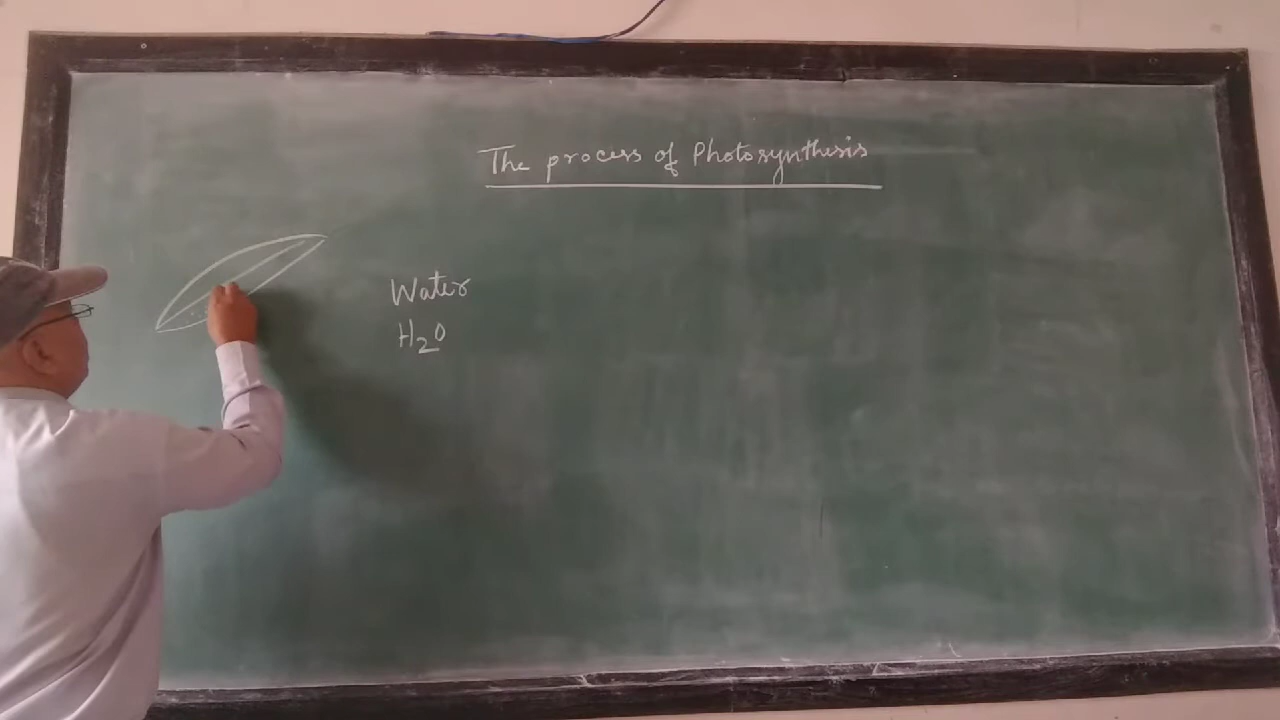 The process of Photosynthesis
Water
H₂O